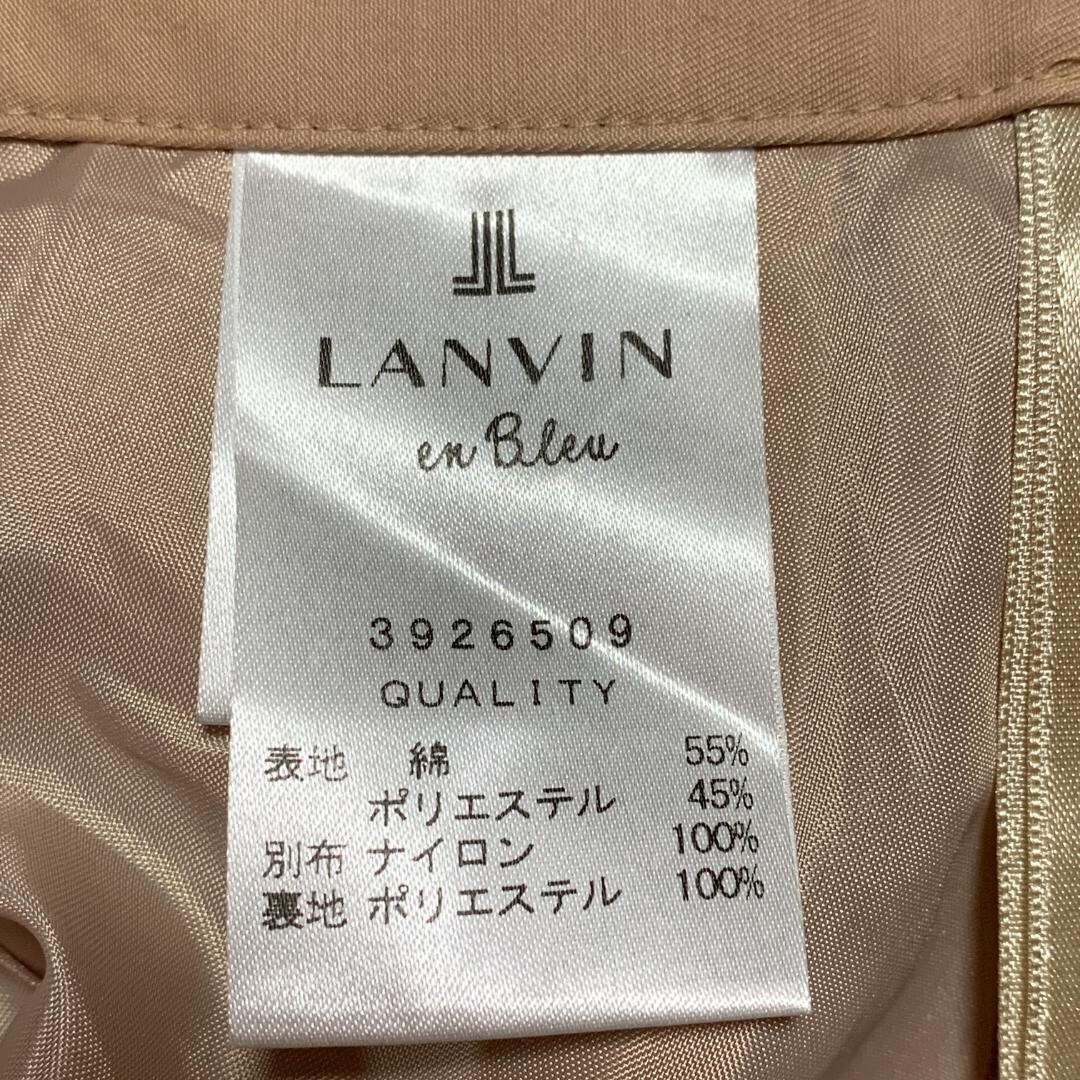 LANVIN
en Bleu
3926509
QUALITY
表地 綿 55%
ポリエステル 45%
別布 ナイロン 100%
裏地 ポリエステル 100%